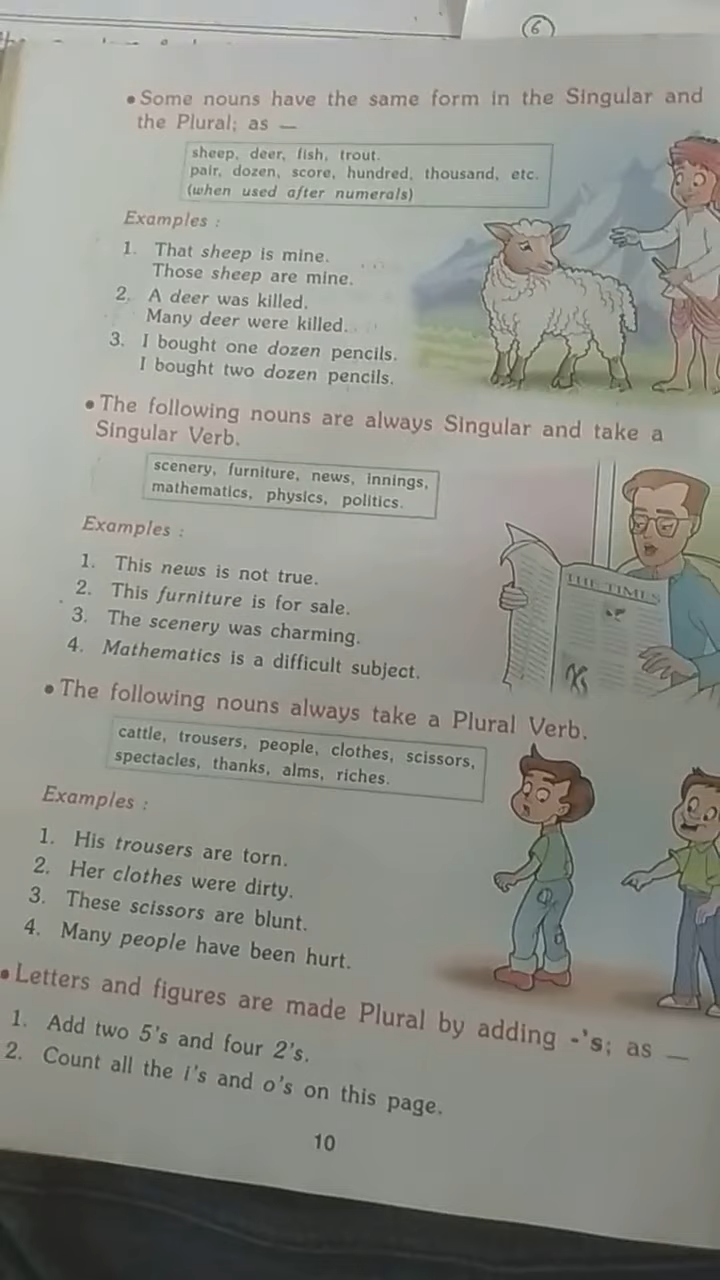 6
• Some nouns have the same form in the Singular and
the Plural; as —
sheep, deer, fish, trout.
pair, dozen, score, hundred, thousand, etc.
(when used after numerals)
Examples :
1. That sheep is mine.
Those sheep are mine.
2. A deer was killed.
Many deer were killed.
3. I bought one dozen pencils.
I bought two dozen pencils.
• The following nouns are always Singular and take a
Singular Verb.
scenery, furniture, news, innings,
mathematics, physics, politics.
Examples :
1. This news is not true.
2. This furniture is for sale.
3. The scenery was charming.
4. Mathematics is a difficult subject.
THE TIMES
• The following nouns always take a Plural Verb.
cattle, trousers, people, clothes, scissors,
spectacles, thanks, alms, riches.
Examples :
1. His trousers are torn.
2. Her clothes were dirty.
3. These scissors are blunt.
4. Many people have been hurt.
• Letters and figures are made Plural by adding -'s; as —
1. Add two 5's and four 2's.
2. Count all the i's and o's on this page.
10